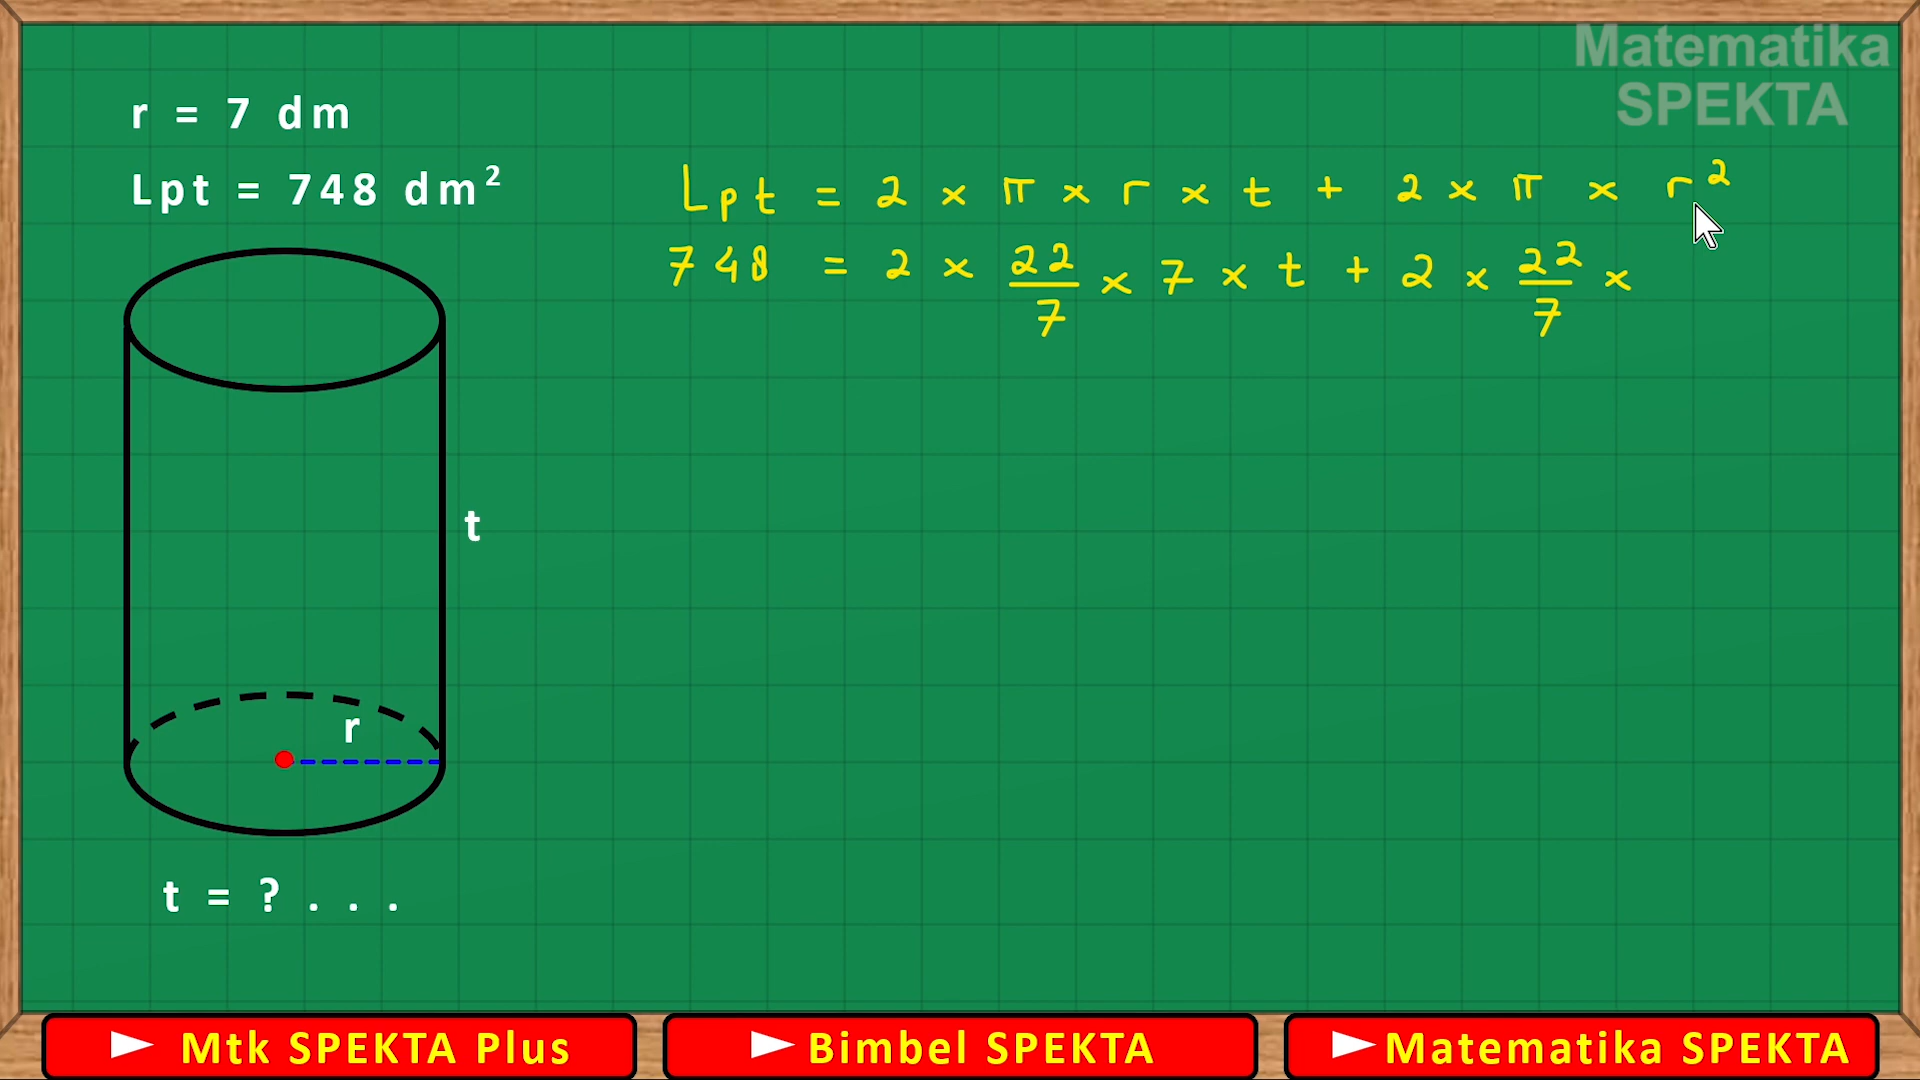 Matematika
SPEKTA
r = 7 dm
Lpt = 748 dm²
Lpt = 2 × π × r × t + 2 × π × r²
748 = 2 × 22/7 × 7 × t + 2 × 22/7 ×
t
r
t = ? . . .
Mtk SPEKTA Plus
Bimbel SPEKTA
Matematika SPEKTA